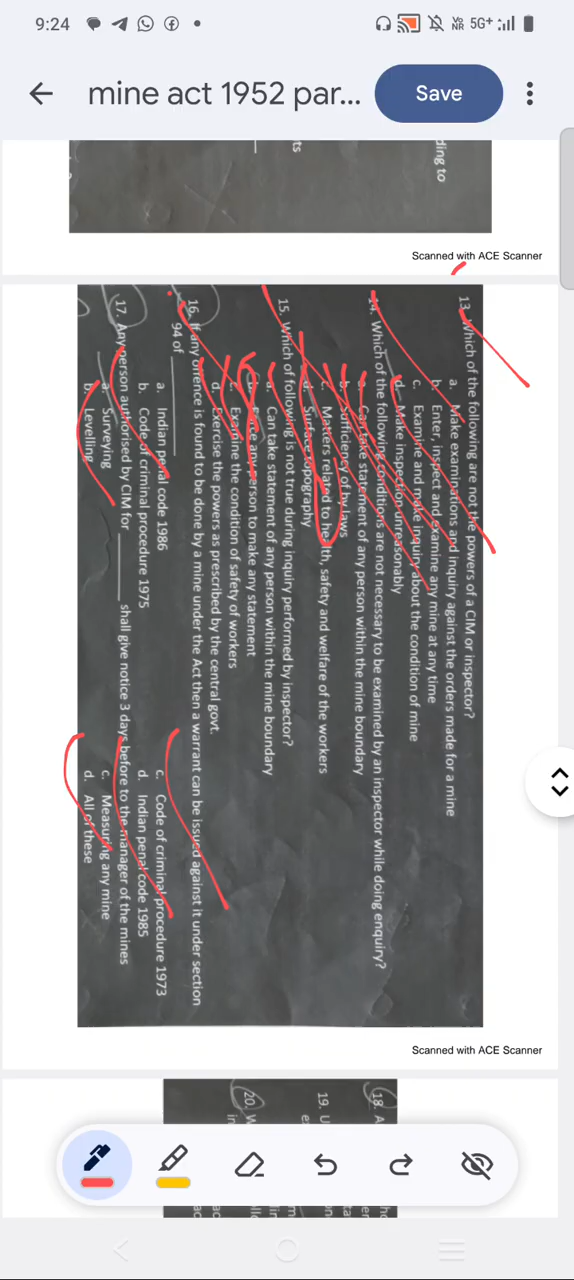 9:24
5G+
mine act 1952 par...
Save
ding to
ts
Scanned with ACE Scanner
13. Which of the following are not the powers of a CIM or inspector?
a. Make examinations and inquiry against the orders made for a mine
b. Enter, inspect and examine any mine at any time
c. Examine and make inquiry about the condition of mine
d. Make inspection unreasonably
14. Which of the following conditions are not necessary to be examined by an inspector while doing enquiry?
a. Can take statement of any person within the mine boundary
b. Sufficiency of by laws
c. Matters related to health, safety and welfare of the workers
d. Surface topography
15. Which of following is not true during inquiry performed by inspector?
a. Can take statement of any person within the mine boundary
b. any person to make any statement
c. Examine the condition of safety of workers
d. Exercise the powers as prescribed by the central govt.
16. If any offence is found to be done by a mine under the Act then a warrant can be issued against it under section
94 of ________
a. Indian penal code 1986
b. Code of criminal procedure 1975
c. Code of criminal procedure 1973
d. Indian penal code 1985
17. Any person authorised by CIM for ________ shall give notice 3 days before to the manager of the mines
a. Surveying
b. Levelling
c. Measuring any mine
d. All of these
Scanned with ACE Scanner
18. A
19. U
20. W